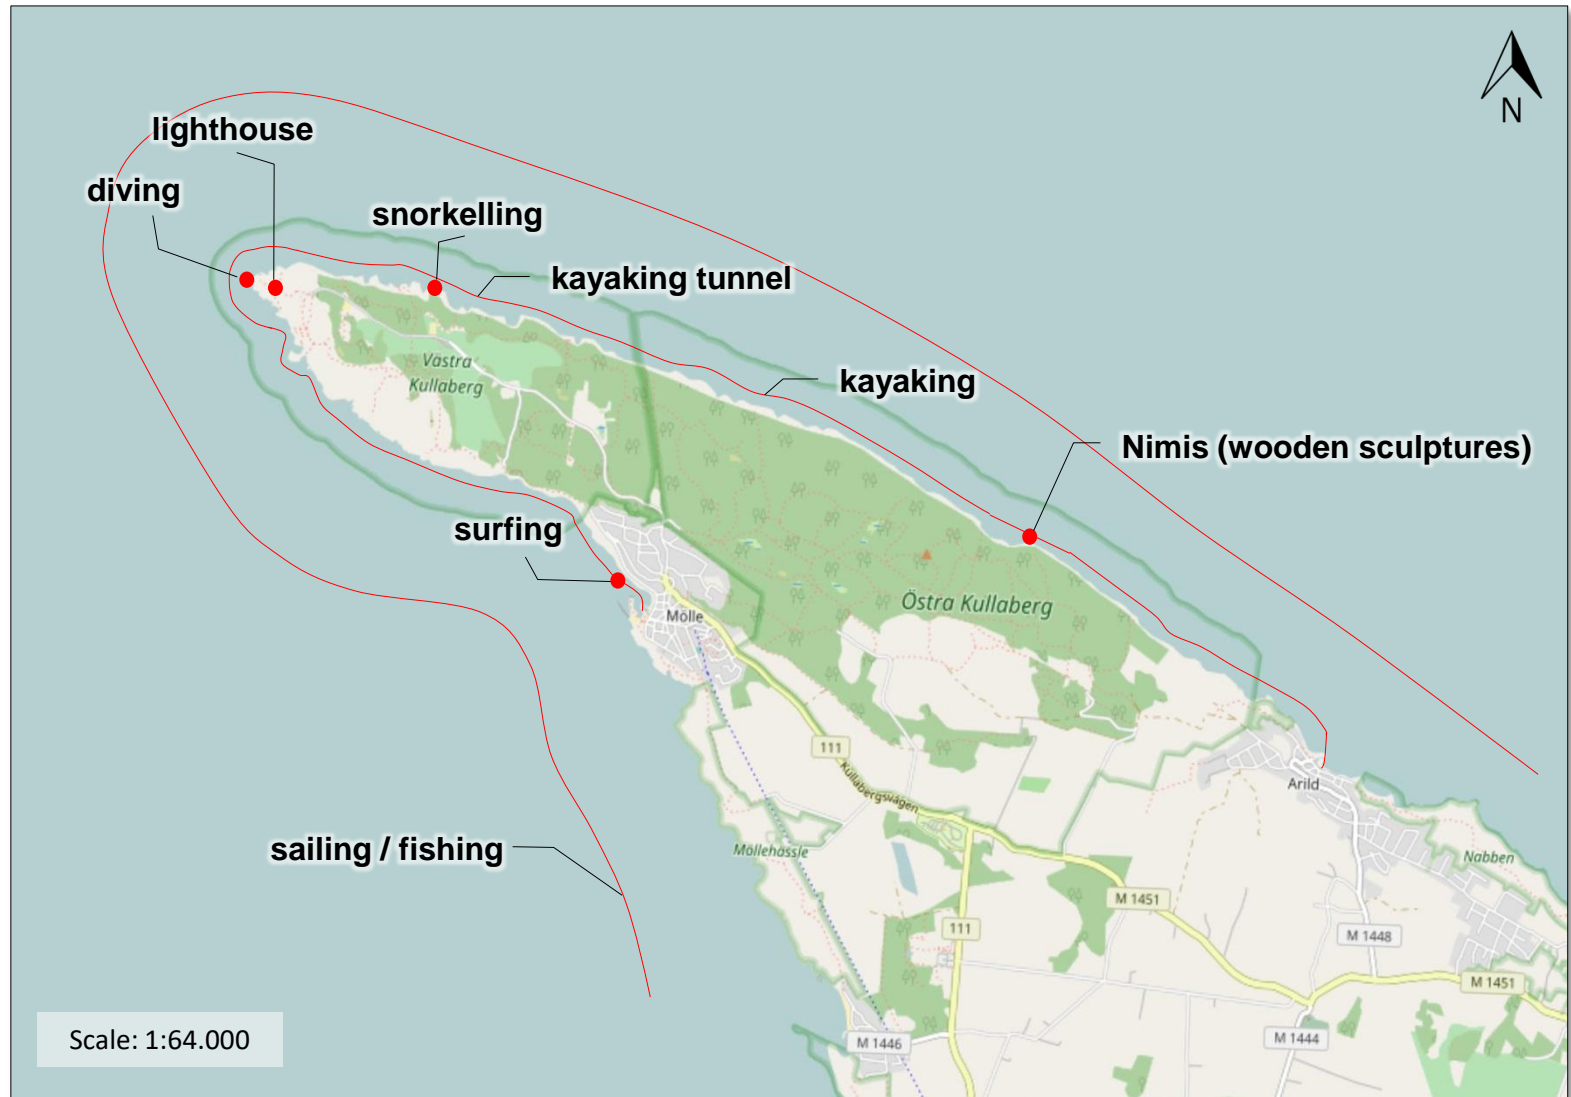 N
lighthouse
diving
snorkelling
kayaking tunnel
Västra
Kullaberg
kayaking
Nimis (wooden sculptures)
surfing
Östra Kullaberg
Mölle
111
Kullabergsvägen
Arild
sailing / fishing
Möllehässle
Nabben
M 1451
111
M 1448
M 1451
Scale: 1:64.000
M 1446
M 1444